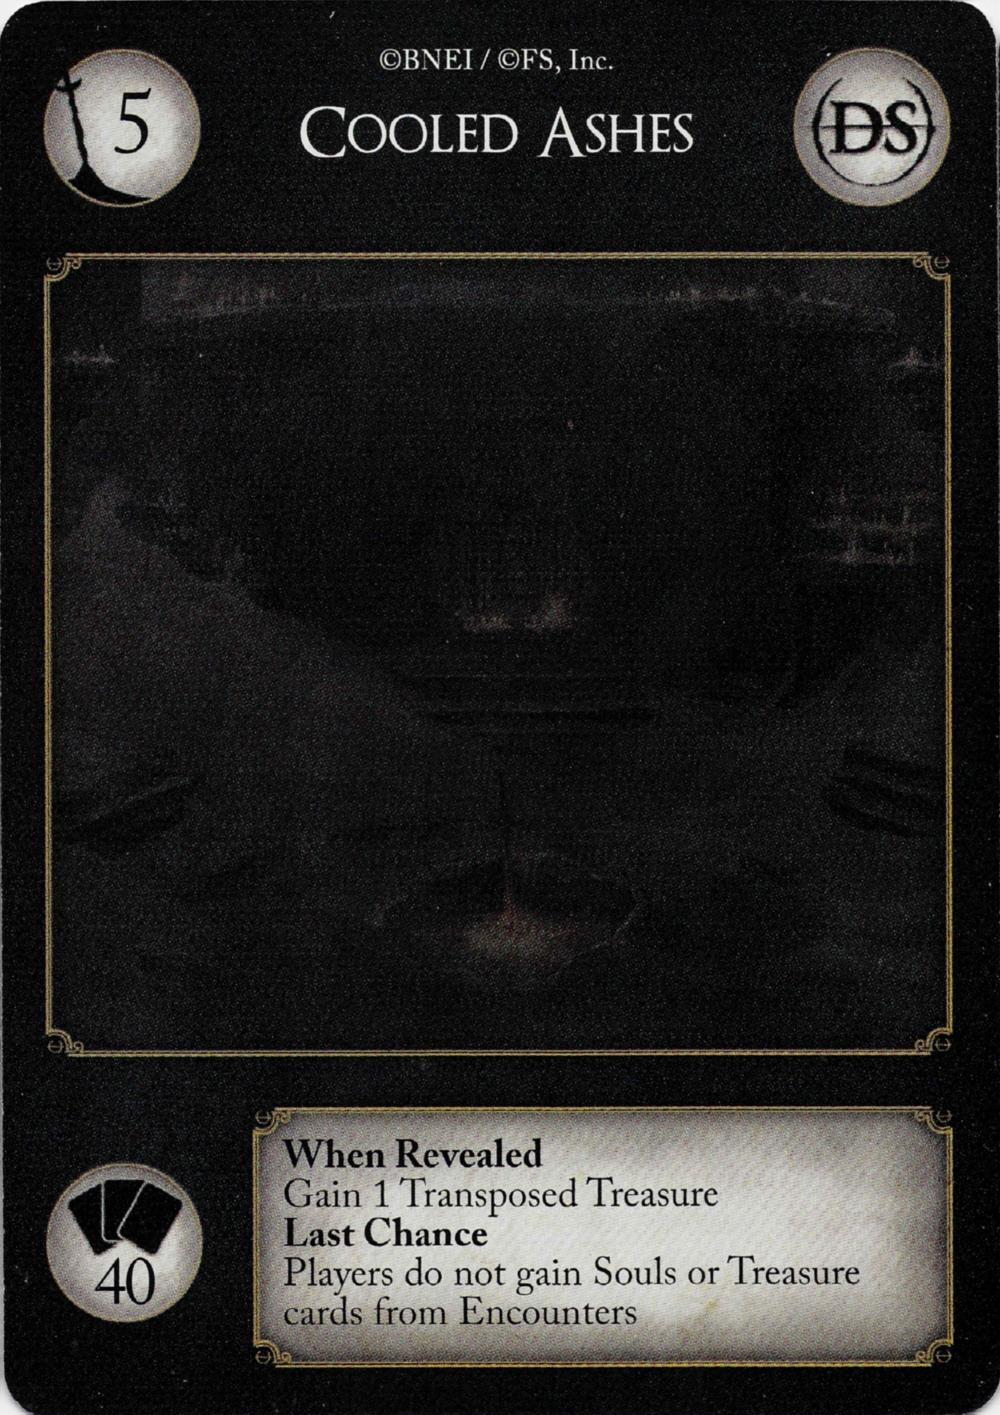 ©BNEI / ©FS, Inc.
5
Cooled Ashes
DS
When Revealed
Gain 1 Transposed Treasure
Last Chance
Players do not gain Souls or Treasure
cards from Encounters
40